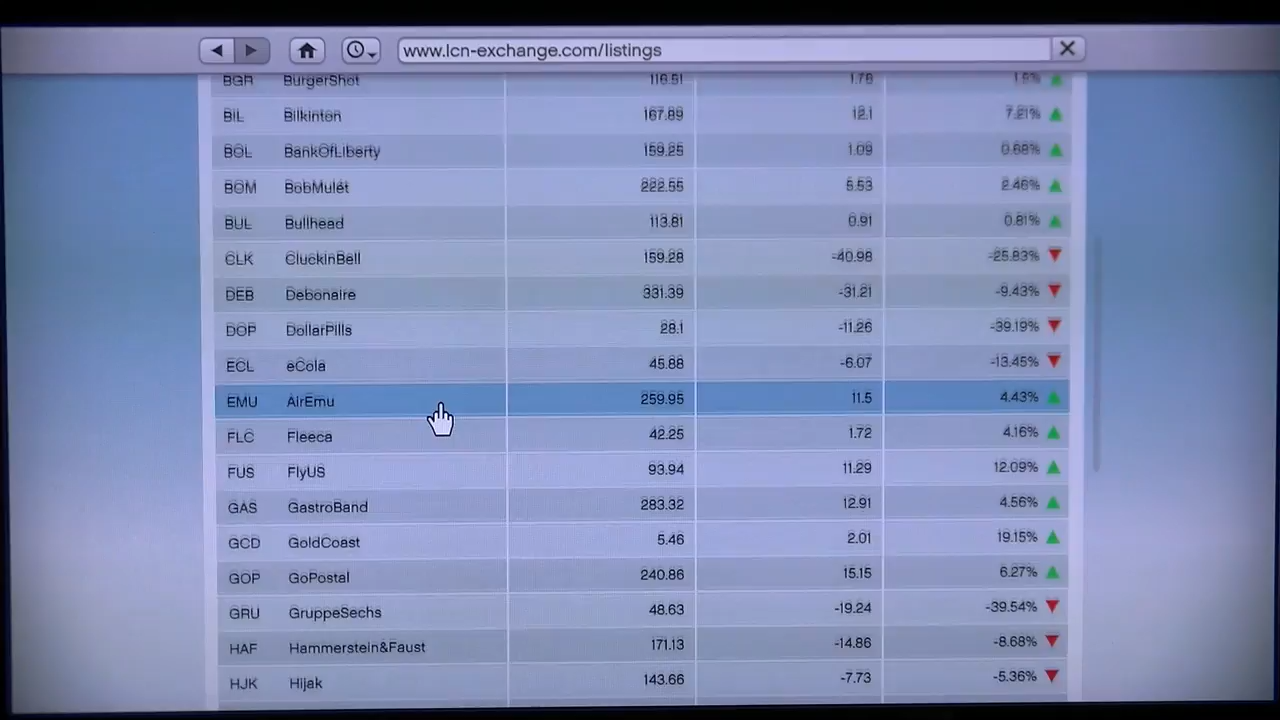 www.lcn-exchange.com/listings
BGR BurgerShot 116.51 1.78 1.5% 
BIL Bilkinton 167.89 12.1 7.21%
BOL BankOfLiberty 159.25 1.09 0.68%
BOM BobMulét 222.55 5.53 2.48%
BUL Bullhead 113.81 0.91 0.81%
CLK CluckinBell 159.28 -40.98 -25.83%
DEB Debonaire 331.39 -31.21 -9.43%
DOP DollarPills 28.1 -11.26 -39.19%
ECL eCola 45.88 -6.07 -13.45%
EMU AirEmu 259.95 11.5 4.43%
FLC Fleeca 42.25 1.72 4.16%
FUS FlyUS 93.94 11.29 12.09%
GAS GastroBand 283.32 12.91 4.56%
GCD GoldCoast 5.46 2.01 19.15%
GOP GoPostal 240.86 15.15 6.27%
GRU GruppeSechs 48.63 -19.24 -39.54%
HAF Hammerstein&Faust 171.13 -14.86 -8.68%
HJK Hijak 143.66 -7.73 -5.36%